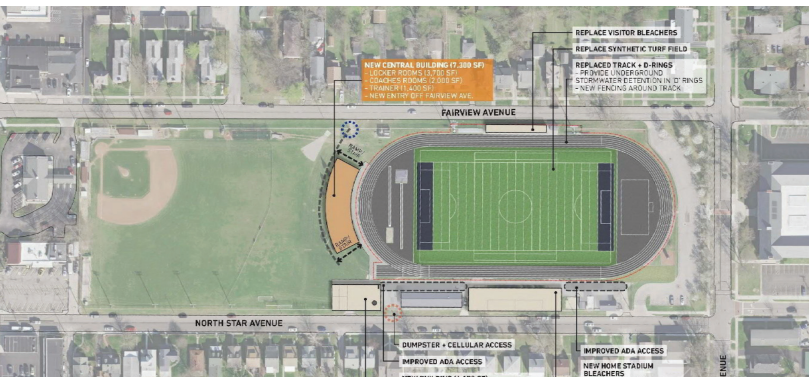 REPLACE VISITOR BLEACHERS
REPLACE SYNTHETIC TURF FIELD
REPLACED TRACK + D-RINGS
- PROVIDE UNDERGROUND
STORMWATER DETENTION IN 'D' RINGS
- NEW FENCING AROUND TRACK
NEW CENTRAL BUILDING (7,300 SF)
- LOCKER ROOMS (3,700 SF)
- COACHES ROOMS (2,000 SF)
- TRAINER (1,400 SF)
- NEW ENTRY OFF FAIRVIEW AVE.
FAIRVIEW AVENUE
NORTH STAR AVENUE
DUMPSTER + CELLULAR ACCESS
IMPROVED ADA ACCESS
IMPROVED ADA ACCESS
NEW HOME STADIUM
BLEACHERS